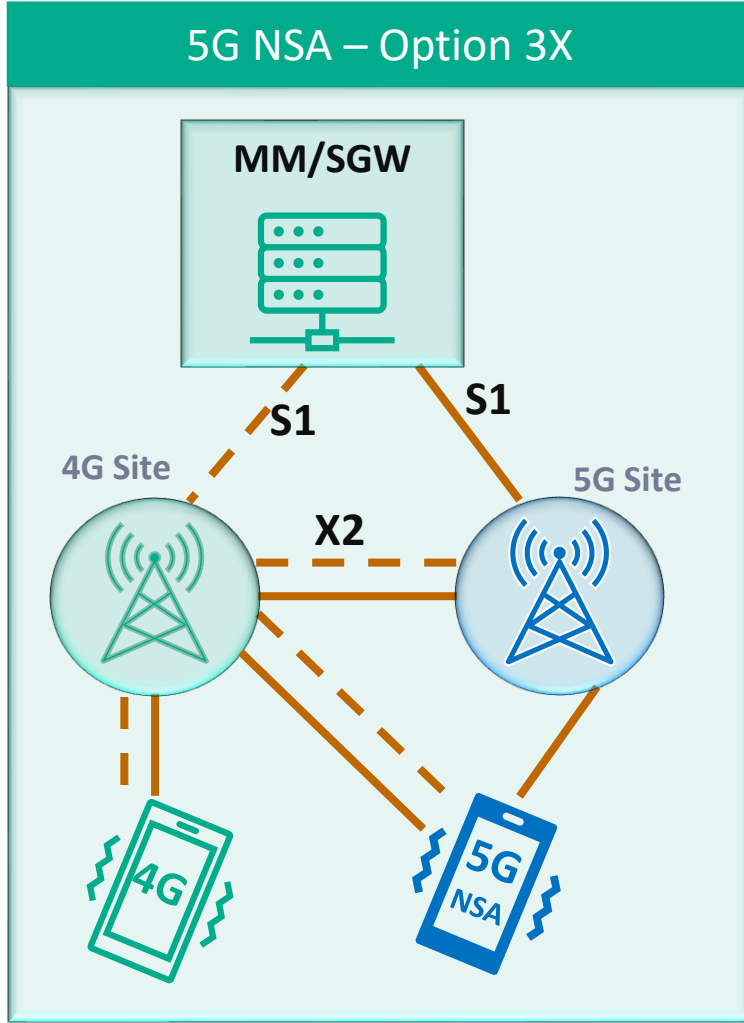 5G NSA – Option 3X
MM/SGW
S1
S1
4G Site
5G Site
X2
4G
5G
NSA